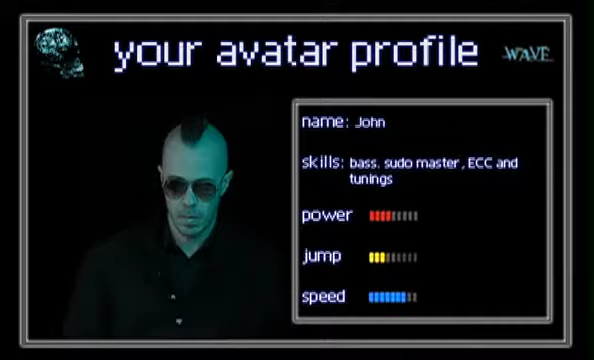 your avatar profile
WAVE
name: John
skills: bass, sudo master, ECC and
tunings
power
jump
speed